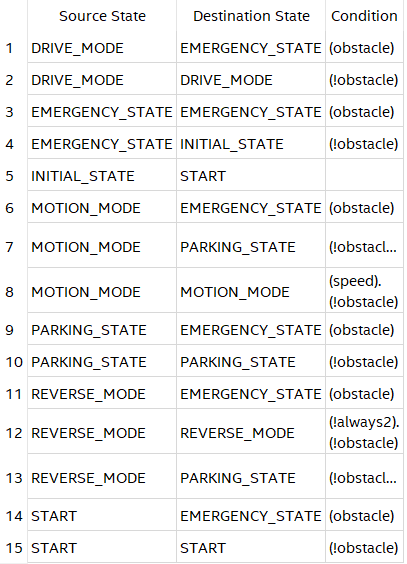 Source State Destination State Condition
1 DRIVE_MODE EMERGENCY_STATE (obstacle)
2 DRIVE_MODE DRIVE_MODE (!obstacle)
3 EMERGENCY_STATE EMERGENCY_STATE (obstacle)
4 EMERGENCY_STATE INITIAL_STATE (!obstacle)
5 INITIAL_STATE START
6 MOTION_MODE EMERGENCY_STATE (obstacle)
7 MOTION_MODE PARKING_STATE (!obstacl...
8 MOTION_MODE MOTION_MODE (speed).
(!obstacle)
9 PARKING_STATE EMERGENCY_STATE (obstacle)
10 PARKING_STATE PARKING_STATE (!obstacle)
11 REVERSE_MODE EMERGENCY_STATE (obstacle)
12 REVERSE_MODE REVERSE_MODE (!always2).
(!obstacle)
13 REVERSE_MODE PARKING_STATE (!obstacl...
14 START EMERGENCY_STATE (obstacle)
15 START START (!obstacle)